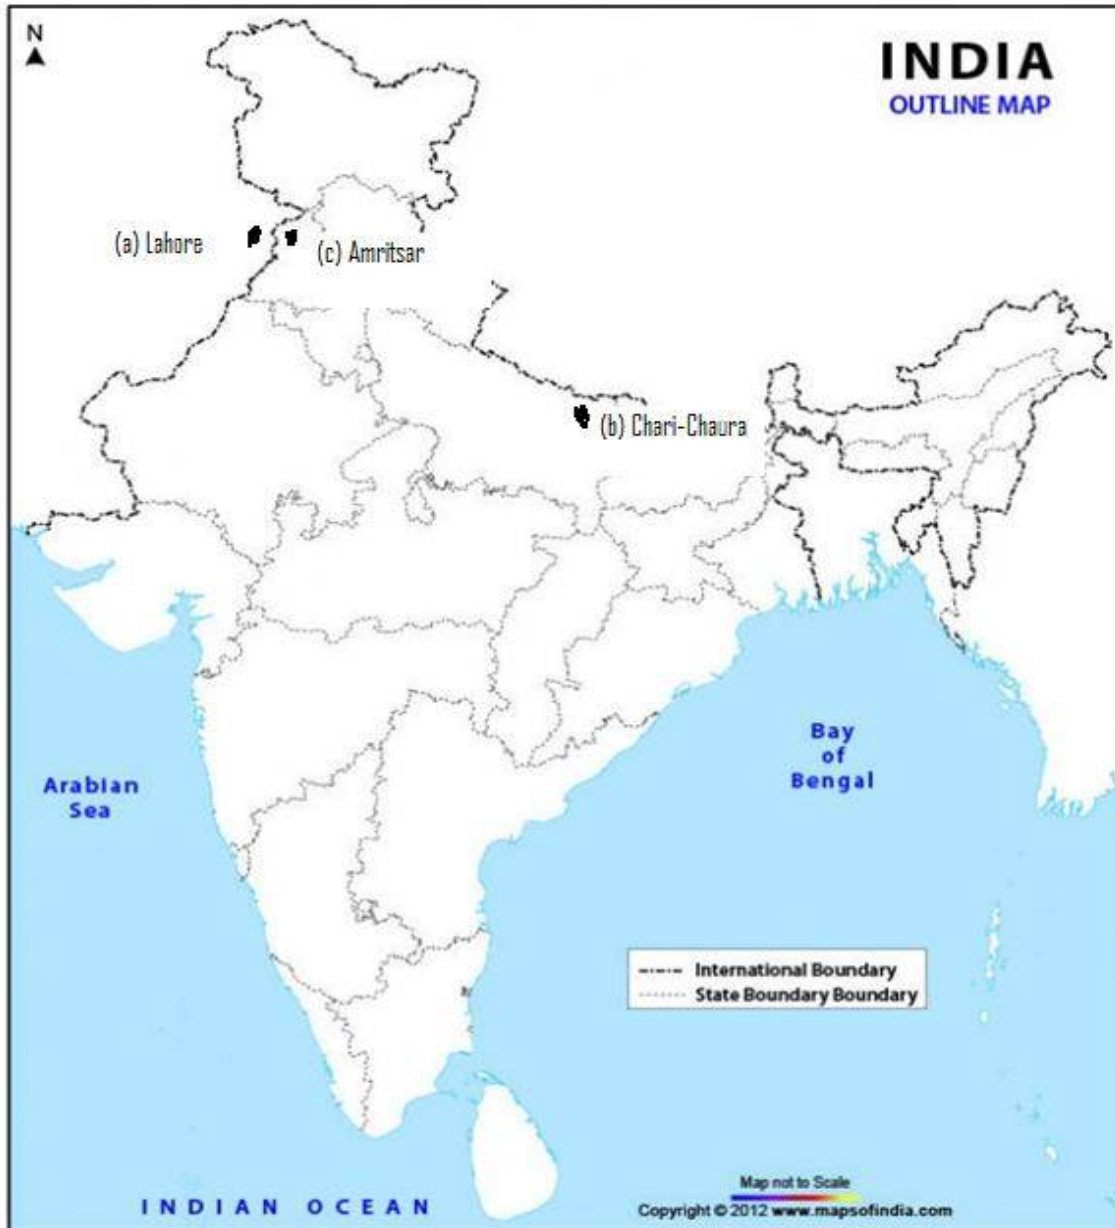 N
INDIA
OUTLINE MAP
(a) Lahore
(c) Amritsar
(b) Chari-Chaura
Arabian
Sea
Bay
of
Bengal
International Boundary
State Boundary Boundary
INDIAN OCEAN
Map not to Scale
Copyright © 2012 www.mapsofindia.com